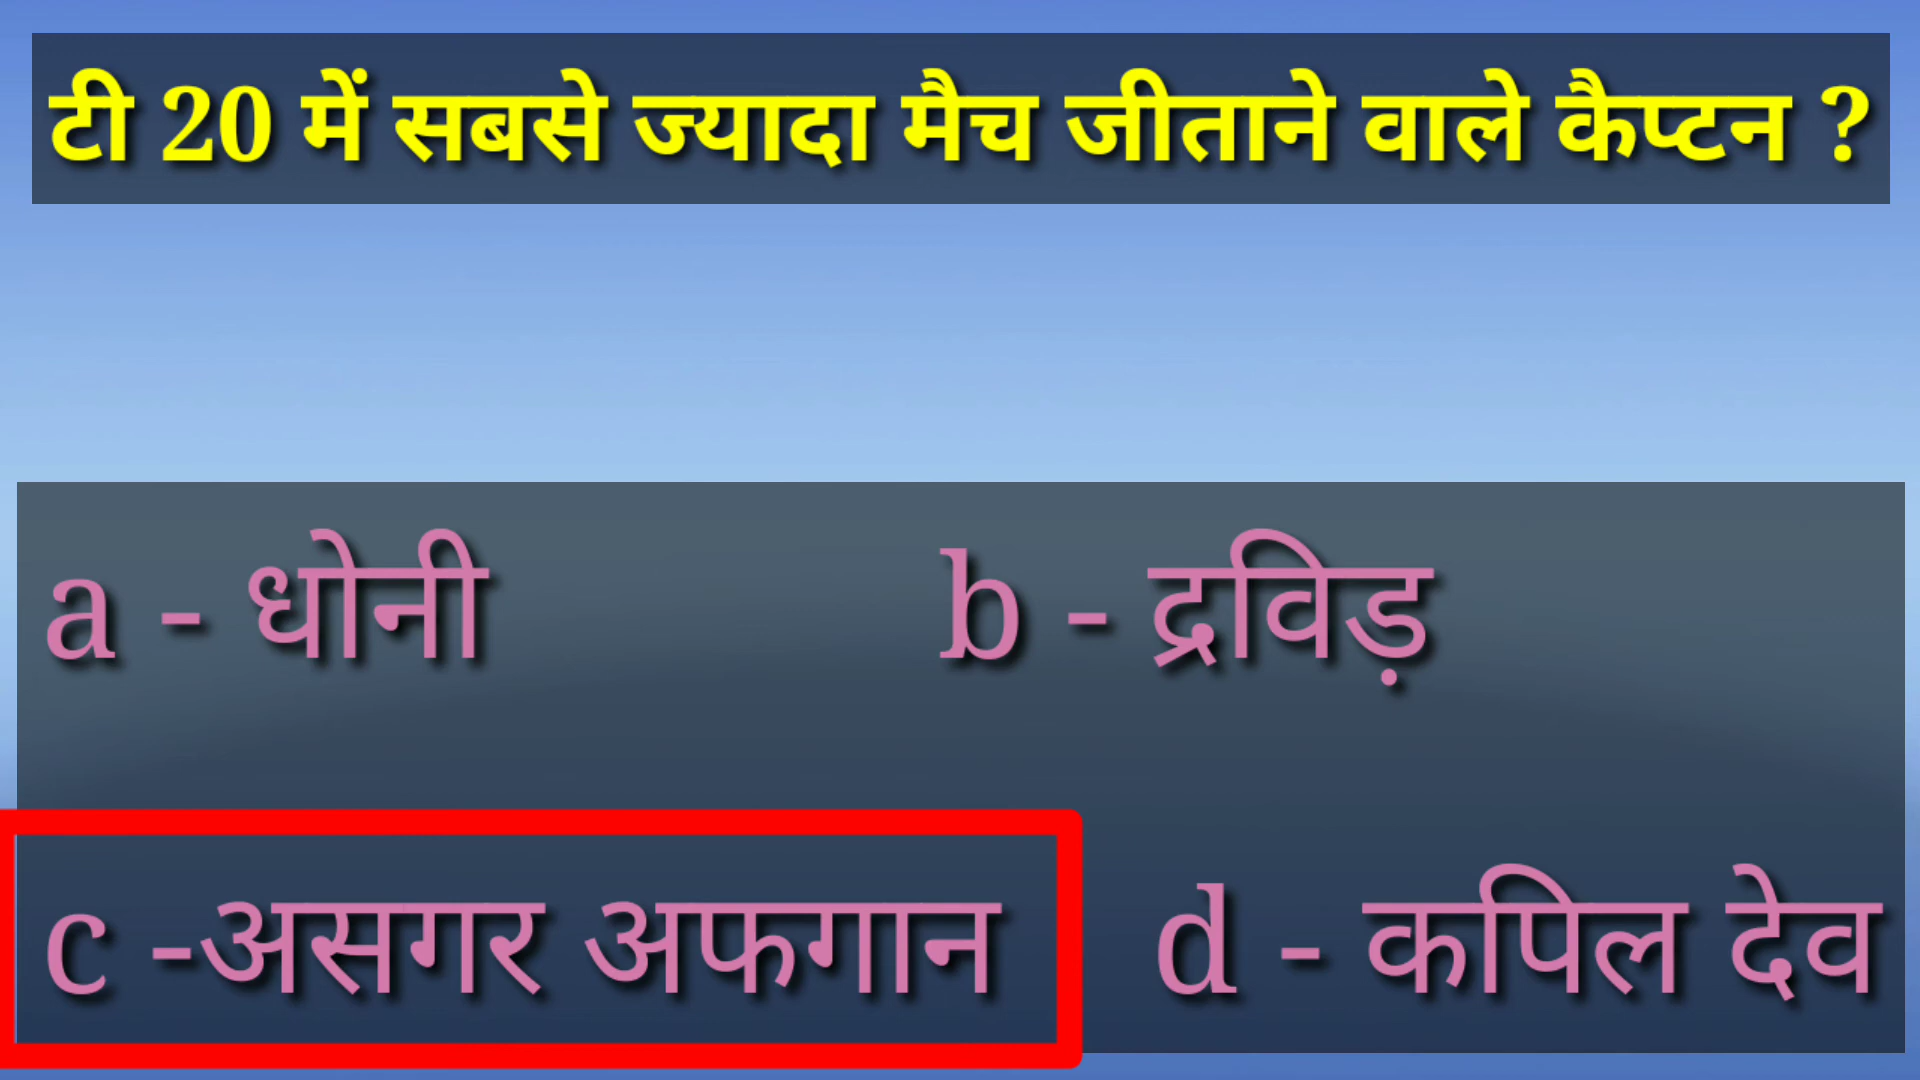 टी 20 में सबसे ज्यादा मैच जीताने वाले कैप्टन ?
a - धोनी b - द्रविड़
c -असगर अफगान d - कपिल देव